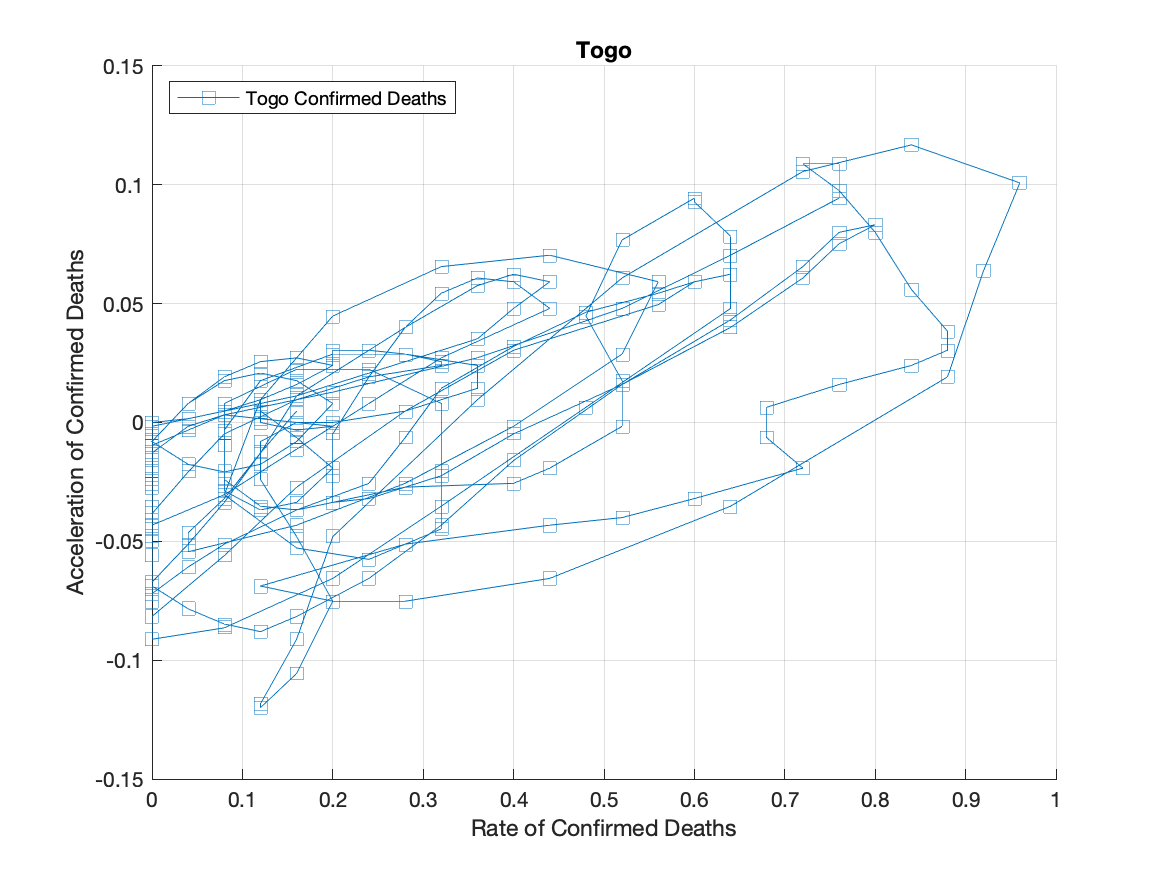 Togo
Togo Confirmed Deaths
0.15
0.1
0.05
0
-0.05
-0.1
-0.15
Acceleration of Confirmed Deaths
0 0.1 0.2 0.3 0.4 0.5 0.6 0.7 0.8 0.9 1
Rate of Confirmed Deaths